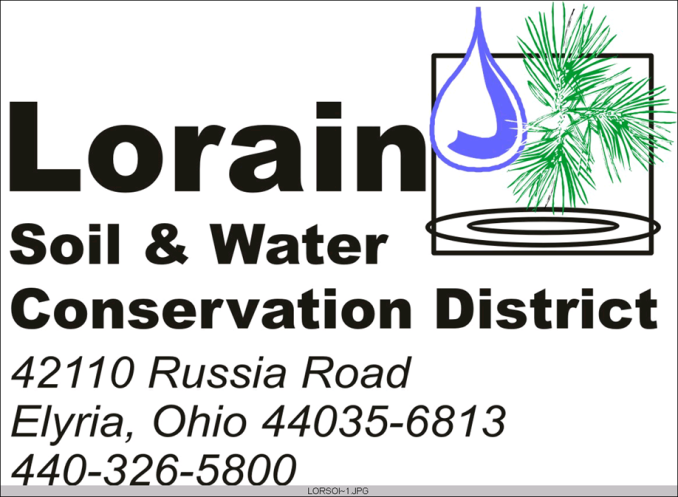 Lorain
Soil & Water
Conservation District
42110 Russia Road
Elyria, Ohio 44035-6813
440-326-5800
LORSOI~1.JPG